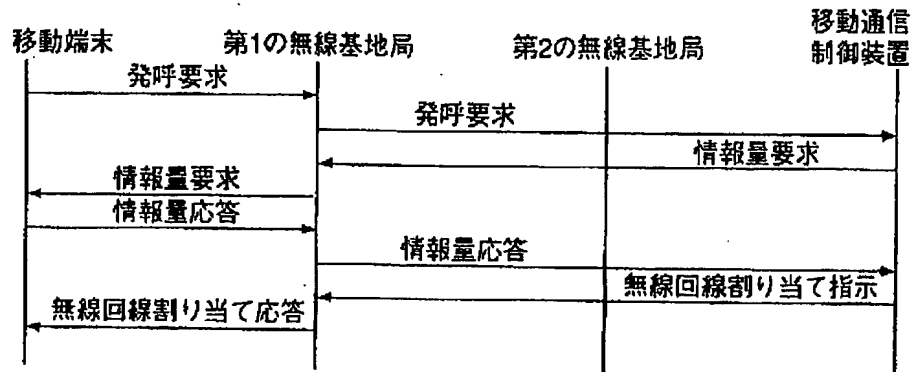 移動端末
第1の無線基地局
第2の無線基地局
移動通信
制御装置
発呼要求
発呼要求
情報量要求
情報量要求
情報量応答
情報量応答
無線回線割り当て指示
無線回線割り当て応答